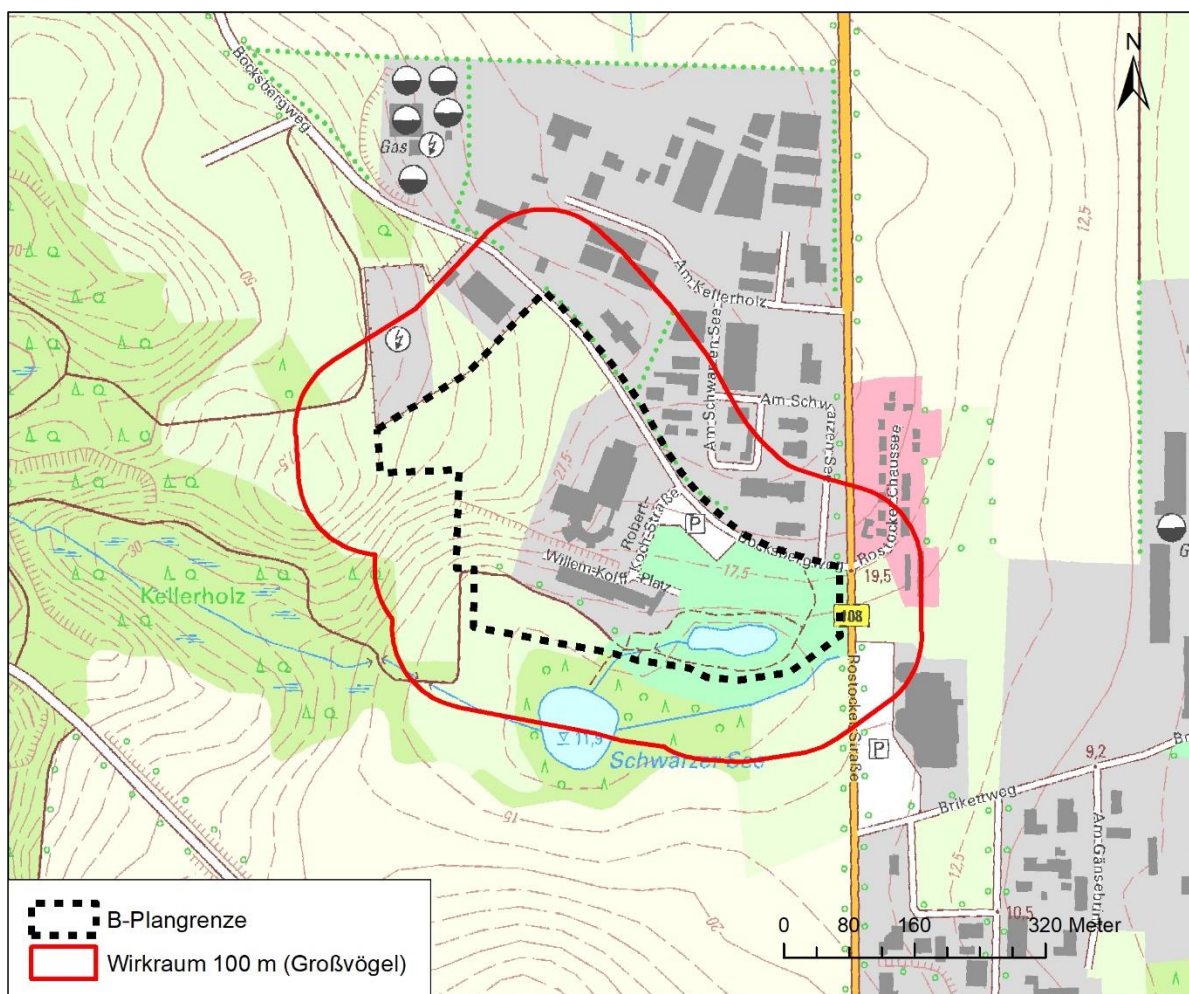 N
Bocksbergweg
Gas
12,5
50
Am Kellerholz
Am Schwarzen See
Am Schwarzen See
Rostocker Chaussee
27,5
Robert-Koch-Straße
P
Bocksbergweg
Willem-Kolff-Platz
17,5
19,5
108
30
Kellerholz
Rostocker Straße
11,9
Schwarzer See
P
15
9,2
Brikettweg
Am Gänsebrink
12,5
10,5
20
0 80 160 320 Meter
B-Plangrenze
Wirkraum 100 m (Großvögel)